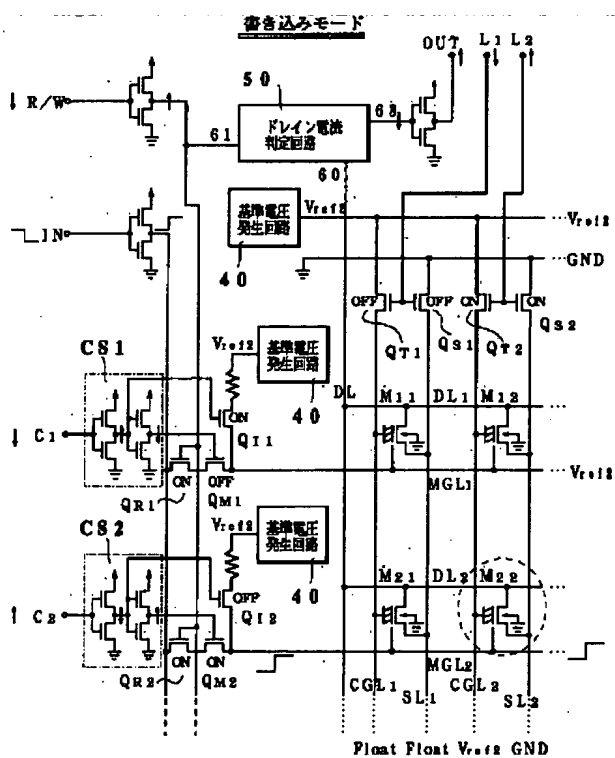 書き込みモード
OUT L1 L2
R/W
50
61
ドレイン電流
判定回路
63
60
基準電圧
発生回路
Vref2
Vref2
IN
40
GND
OFF OFF ON ON
QT1 QS1 QT2 QS2
CS1
Vref2
基準電圧
発生回路
40
DL M11 DL1 M12
C1
ON
QI1
ON OFF
QR1 QM1
MGL1
Vref2
CS2
Vref2
基準電圧
発生回路
40
M21 DL2 M22
C2
OFF
QI2
ON ON
QR2 QM2
MGL2
CGL1 SL1 CGL2 SL2
Float Float Vref2 GND